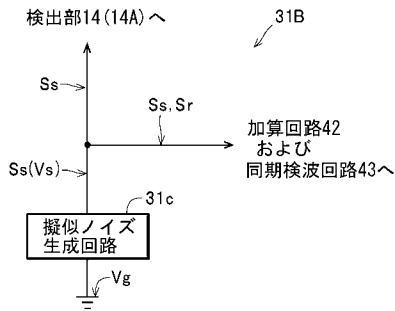 検出部14(14A)へ
31B
Ss
Ss,Sr
加算回路42
および
同期検波回路43へ
Ss(Vs)
31c
擬似ノイズ
生成回路
Vg